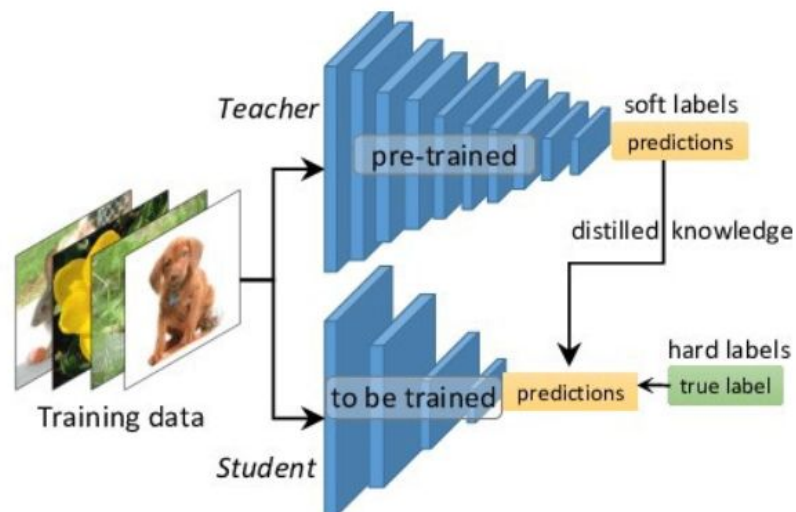 Teacher
pre-trained
soft labels
predictions
distilled knowledge
Training data
hard labels
to be trained
predictions
true label
Student